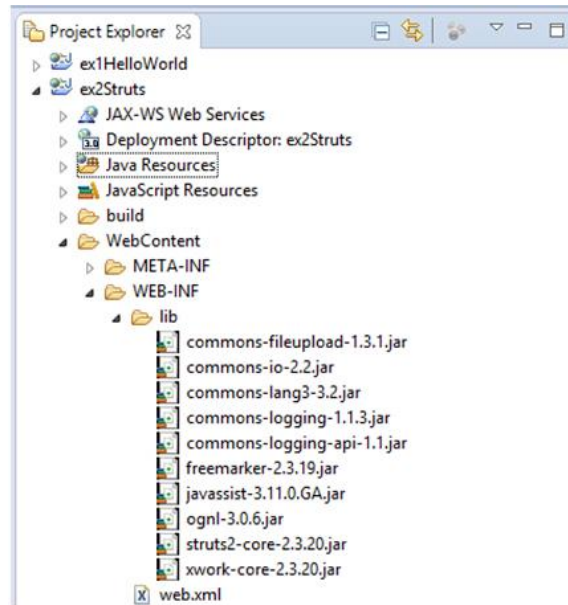 Project Explorer
ex1HelloWorld
ex2Struts
JAX-WS Web Services
3.0
Deployment Descriptor: ex2Struts
Java Resources
JavaScript Resources
build
WebContent
META-INF
WEB-INF
lib
commons-fileupload-1.3.1.jar
commons-io-2.2.jar
commons-lang3-3.2.jar
commons-logging-1.1.3.jar
commons-logging-api-1.1.jar
freemarker-2.3.19.jar
javassist-3.11.0.GA.jar
ognl-3.0.6.jar
struts2-core-2.3.20.jar
xwork-core-2.3.20.jar
X web.xml